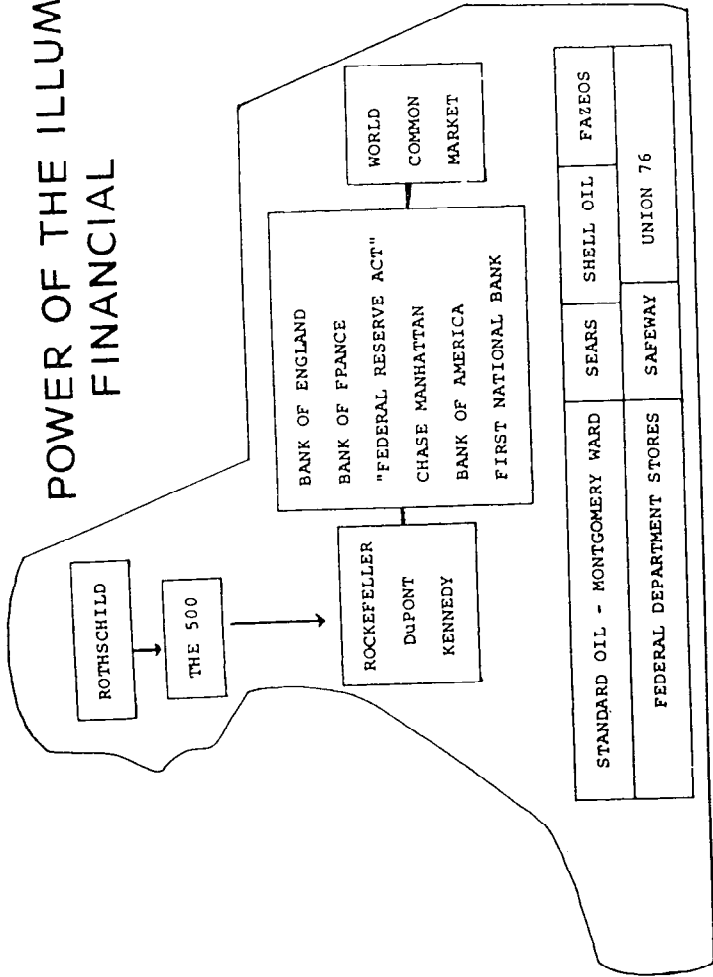 POWER OF THE ILLUM
FINANCIAL
ROTHSCHILD
THE 500
ROCKEFELLER
DuPONT
KENNEDY
BANK OF ENGLAND
BANK OF FPANCE
"FEDERAL RESERVE ACT"
CHASE MANHATTAN
BANK OF AMERICA
FIRST NATIONAL BANK
WORLD
COMMON
MARKET
STANDARD OIL - MONTGOMERY WARD SEARS SHELL OIL FAZEOS
FEDERAL DEPARTMENT STORES SAFEWAY UNION 76